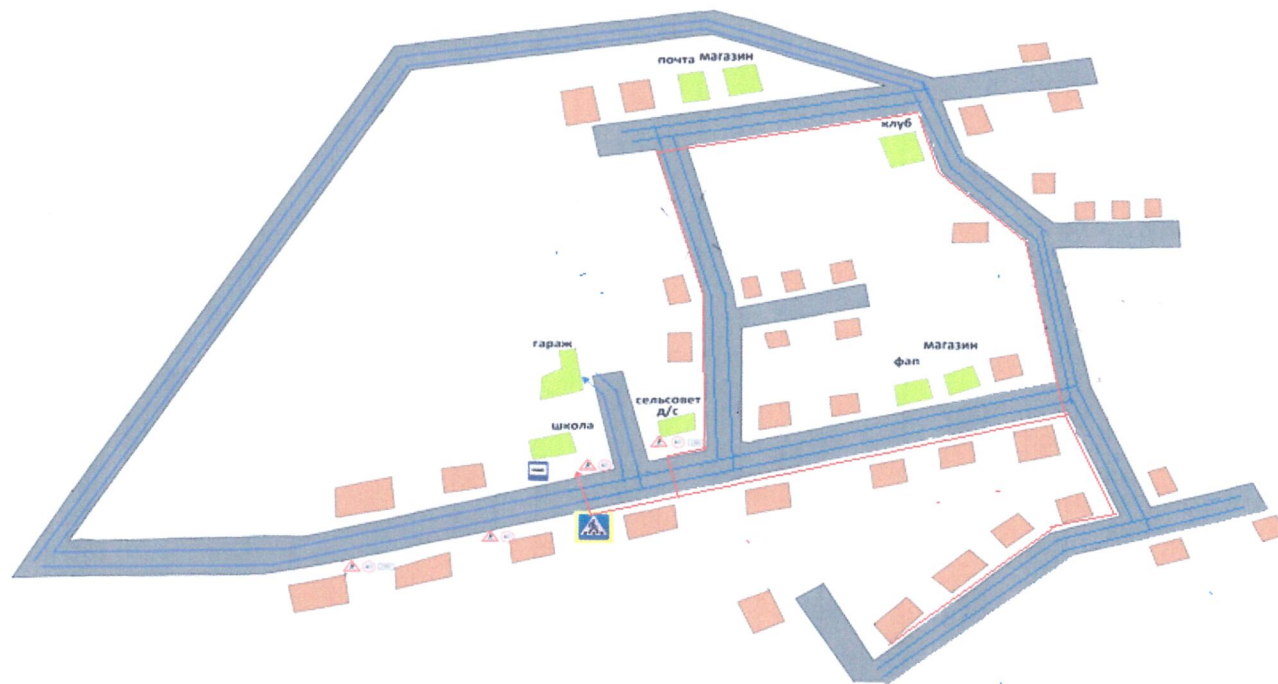 почта магазин
клуб
гараж
магазин
фап
сельсовет
д/с
школа